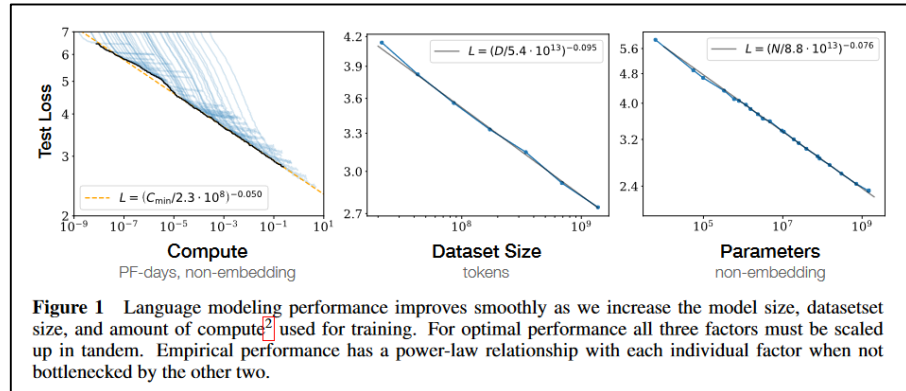 7
6
5
4
3
2
Test Loss
L = (C_min/2.3 · 10^8)^−0.050
10^−9 10^−7 10^−5 10^−3 10^−1 10^1
Compute
PF-days, non-embedding
4.2
3.9
3.6
3.3
3.0
2.7
L = (D/5.4 · 10^13)^−0.095
10^8 10^9
Dataset Size
tokens
5.6
4.8
4.0
3.2
2.4
L = (N/8.8 · 10^13)^−0.076
10^5 10^7 10^9
Parameters
non-embedding
Figure 1 Language modeling performance improves smoothly as we increase the model size, datasetset
size, and amount of compute^2 used for training. For optimal performance all three factors must be scaled
up in tandem. Empirical performance has a power-law relationship with each individual factor when not
bottlenecked by the other two.